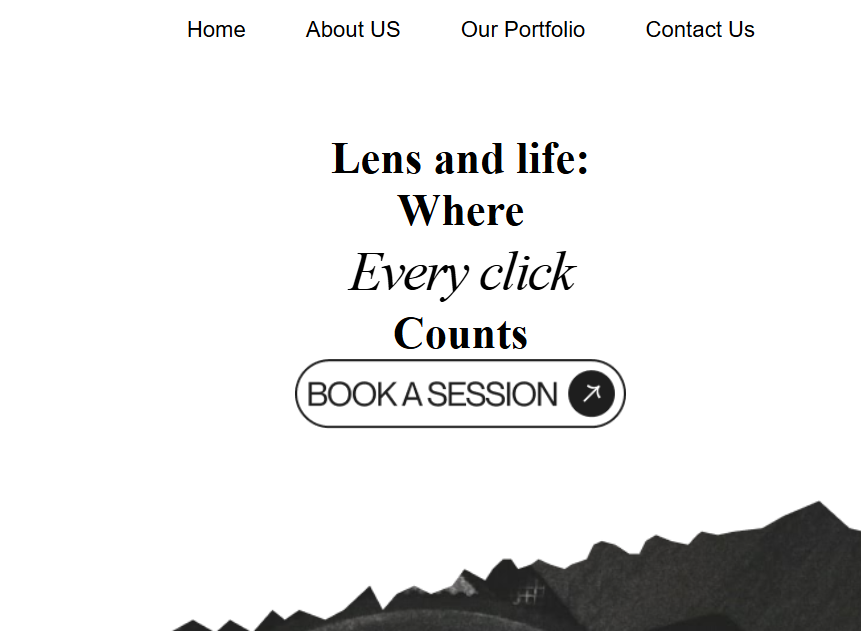 Home About US Our Portfolio Contact Us
Lens and life:
Where
Every click
Counts
BOOK A SESSION